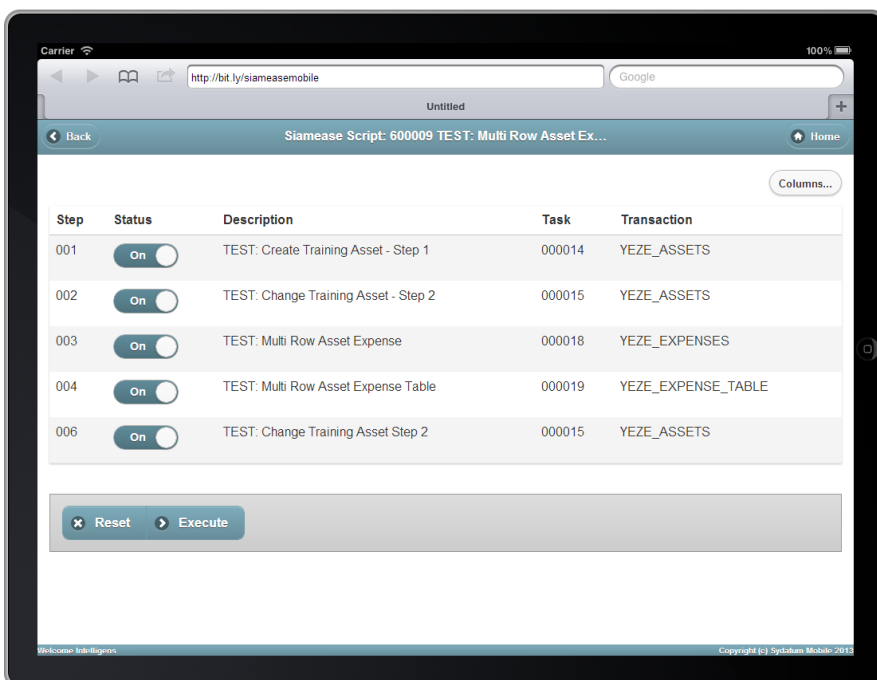 Carrier 100%
http://bit.ly/siameasemobile Google
Untitled +
Back Siamease Script: 600009 TEST: Multi Row Asset Ex... Home
Columns...
Step Status Description Task Transaction
001 On TEST: Create Training Asset - Step 1 000014 YEZE_ASSETS
002 On TEST: Change Training Asset - Step 2 000015 YEZE_ASSETS
003 On TEST: Multi Row Asset Expense 000018 YEZE_EXPENSES
004 On TEST: Multi Row Asset Expense Table 000019 YEZE_EXPENSE_TABLE
006 On TEST: Change Training Asset Step 2 000015 YEZE_ASSETS
Reset Execute
Welcome Intelligens Copyright (c) Sydatum Mobile 2013